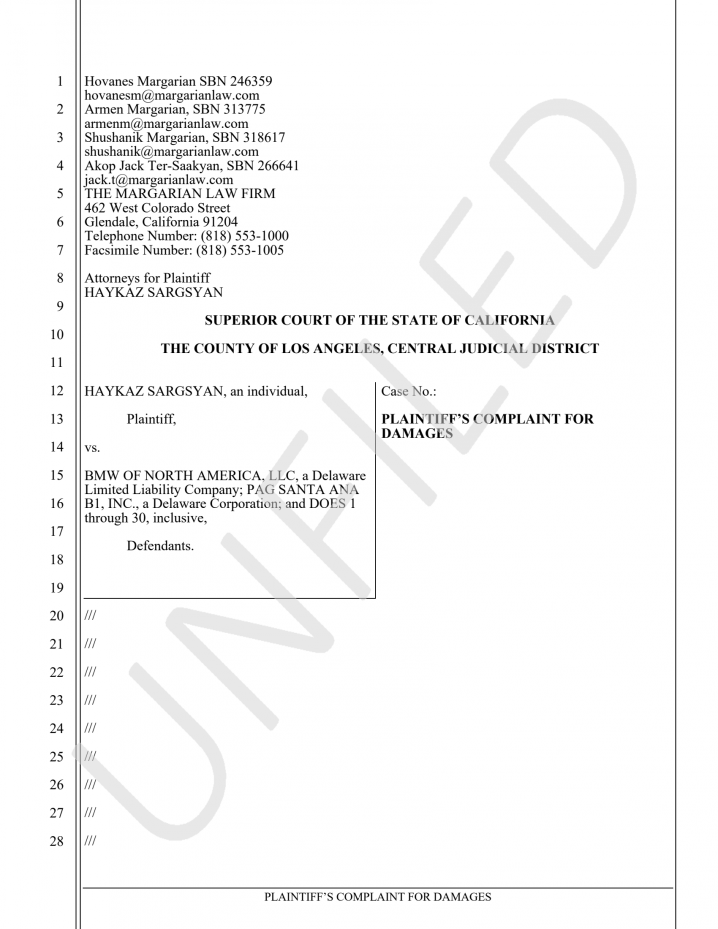 1 Hovanes Margarian SBN 246359
hovanesm@margarianlaw.com
2 Armen Margarian, SBN 313775
armenm@margarianlaw.com
3 Shushanik Margarian, SBN 318617
shushanik@margarianlaw.com
4 Akop Jack Ter-Saakyan, SBN 266641
jack.t@margarianlaw.com
5 THE MARGARIAN LAW FIRM
462 West Colorado Street
6 Glendale, California 91204
Telephone Number: (818) 553-1000
7 Facsimile Number: (818) 553-1005
8 Attorneys for Plaintiff
HAYKAZ SARGSYAN
9
SUPERIOR COURT OF THE STATE OF CALIFORNIA
10
THE COUNTY OF LOS ANGELES, CENTRAL JUDICIAL DISTRICT
11
12 HAYKAZ SARGSYAN, an individual,
13 Plaintiff,
14 vs.
15 BMW OF NORTH AMERICA, LLC, a Delaware
Limited Liability Company; PAG SANTA ANA
16 B1, INC., a Delaware Corporation; and DOES 1
through 30, inclusive,
17
Defendants.
18
19
Case No.:
PLAINTIFF'S COMPLAINT FOR
DAMAGES
20 ///
21 ///
22 ///
23 ///
24 ///
25 ///
26 ///
27 ///
28 ///
PLAINTIFF'S COMPLAINT FOR DAMAGES
UNFILED